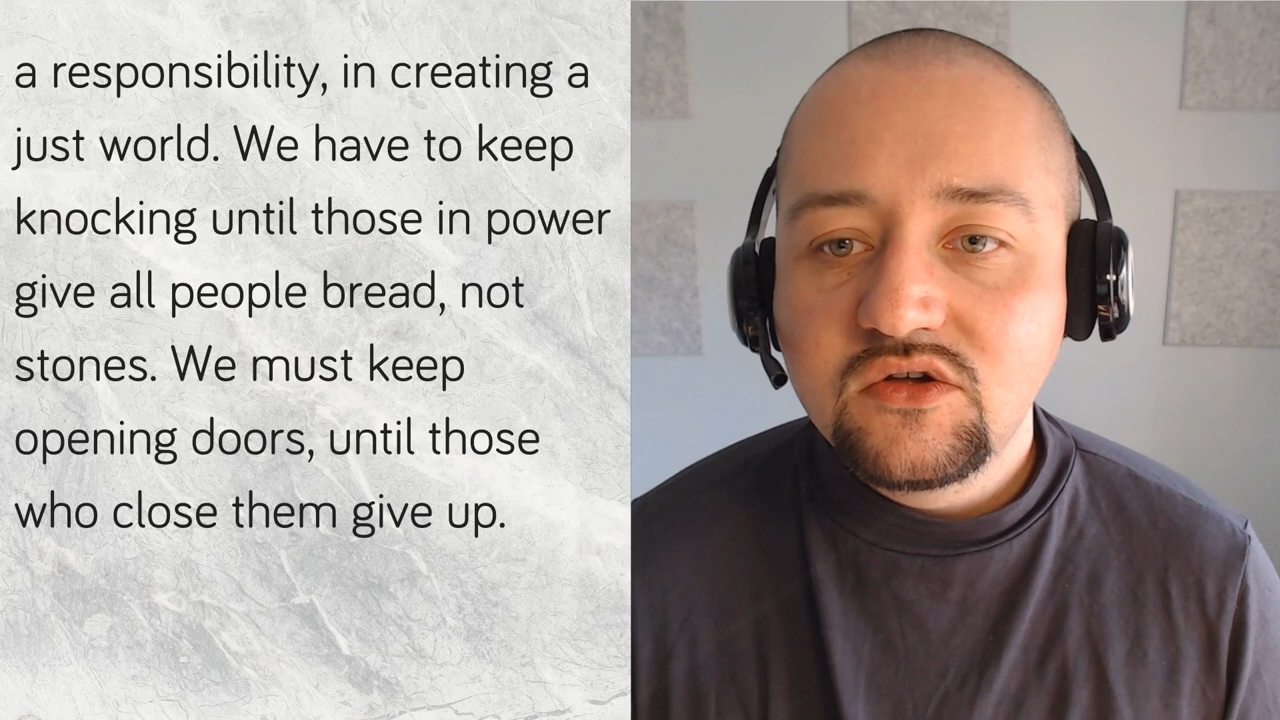 a responsibility, in creating a
just world. We have to keep
knocking until those in power
give all people bread, not
stones. We must keep
opening doors, until those
who close them give up.